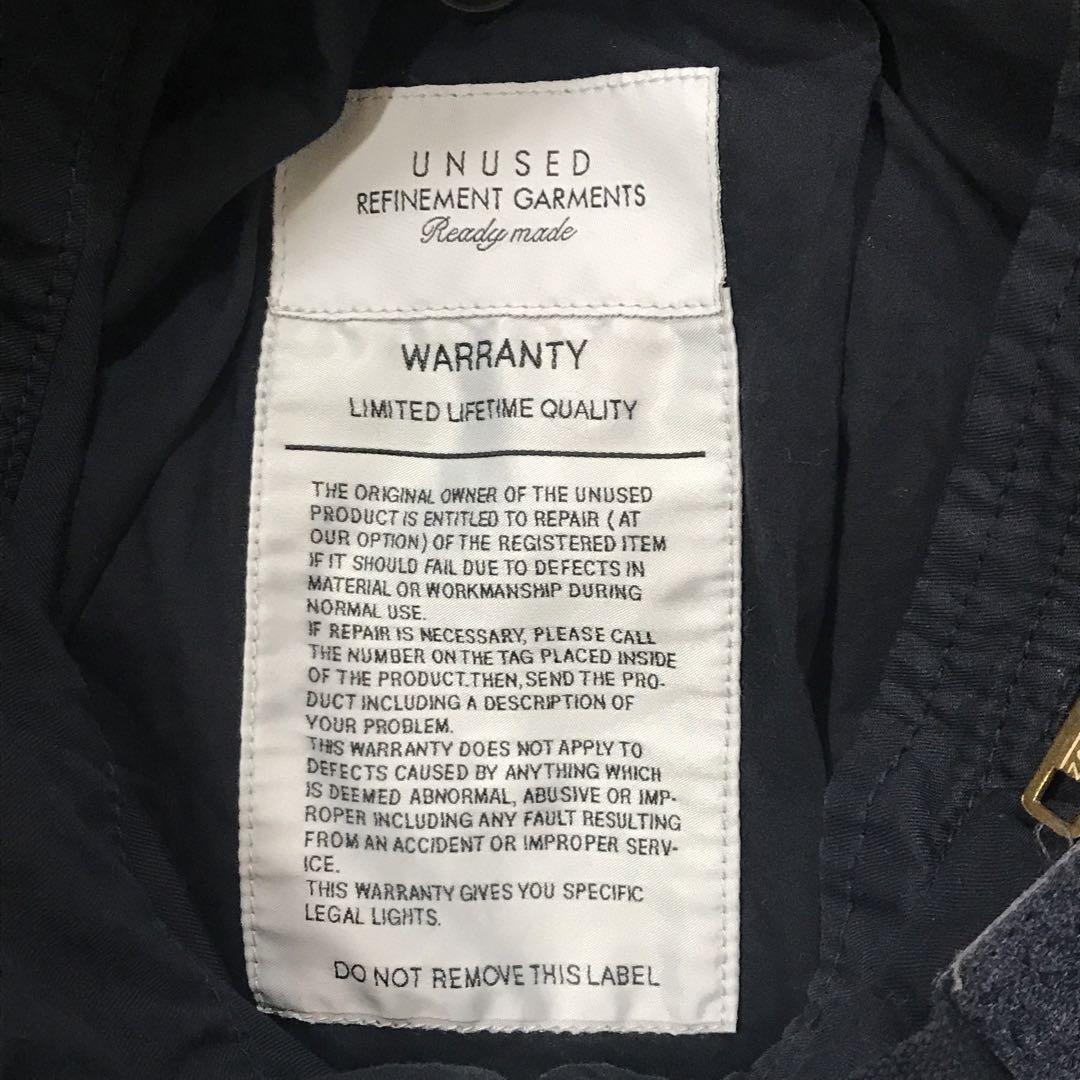 UNUSED
REFINEMENT GARMENTS
Ready made
WARRANTY
LIMITED LIFETIME QUALITY
THE ORIGINAL OWNER OF THE UNUSED
PRODUCT IS ENTITLED TO REPAIR (AT
OUR OPTION) OF THE REGISTERED ITEM
IF IT SHOULD FAIL DUE TO DEFECTS IN
MATERIAL OR WORKMANSHIP DURING
NORMAL USE.
IF REPAIR IS NECESSARY, PLEASE CALL
THE NUMBER ON THE TAG PLACED INSIDE
OF THE PRODUCT.THEN, SEND THE PRO-
DUCT INCLUDING A DESCRIPTION OF
YOUR PROBLEM.
THIS WARRANTY DOES NOT APPLY TO
DEFECTS CAUSED BY ANYTHING WHICH
IS DEEMED ABNORMAL, ABUSIVE OR IMP-
ROPER INCLUDING ANY FAULT RESULTING
FROM AN ACCIDENT OR IMPROPER SERV-
ICE.
THIS WARRANTY GIVES YOU SPECIFIC
LEGAL LIGHTS.
DO NOT REMOVE THIS LABEL